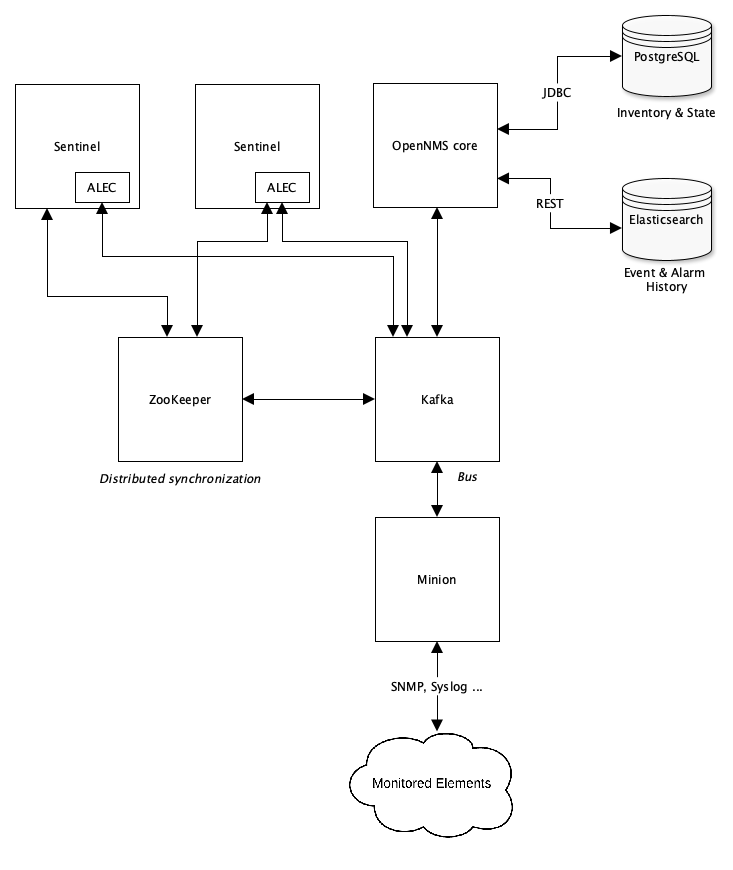 PostgreSQL
JDBC
Inventory & State
Sentinel
Sentinel
OpenNMS core
ALEC
ALEC
REST
Elasticsearch
Event & Alarm
History
ZooKeeper
Kafka
Distributed synchronization
Bus
Minion
SNMP, Syslog ...
Monitored Elements